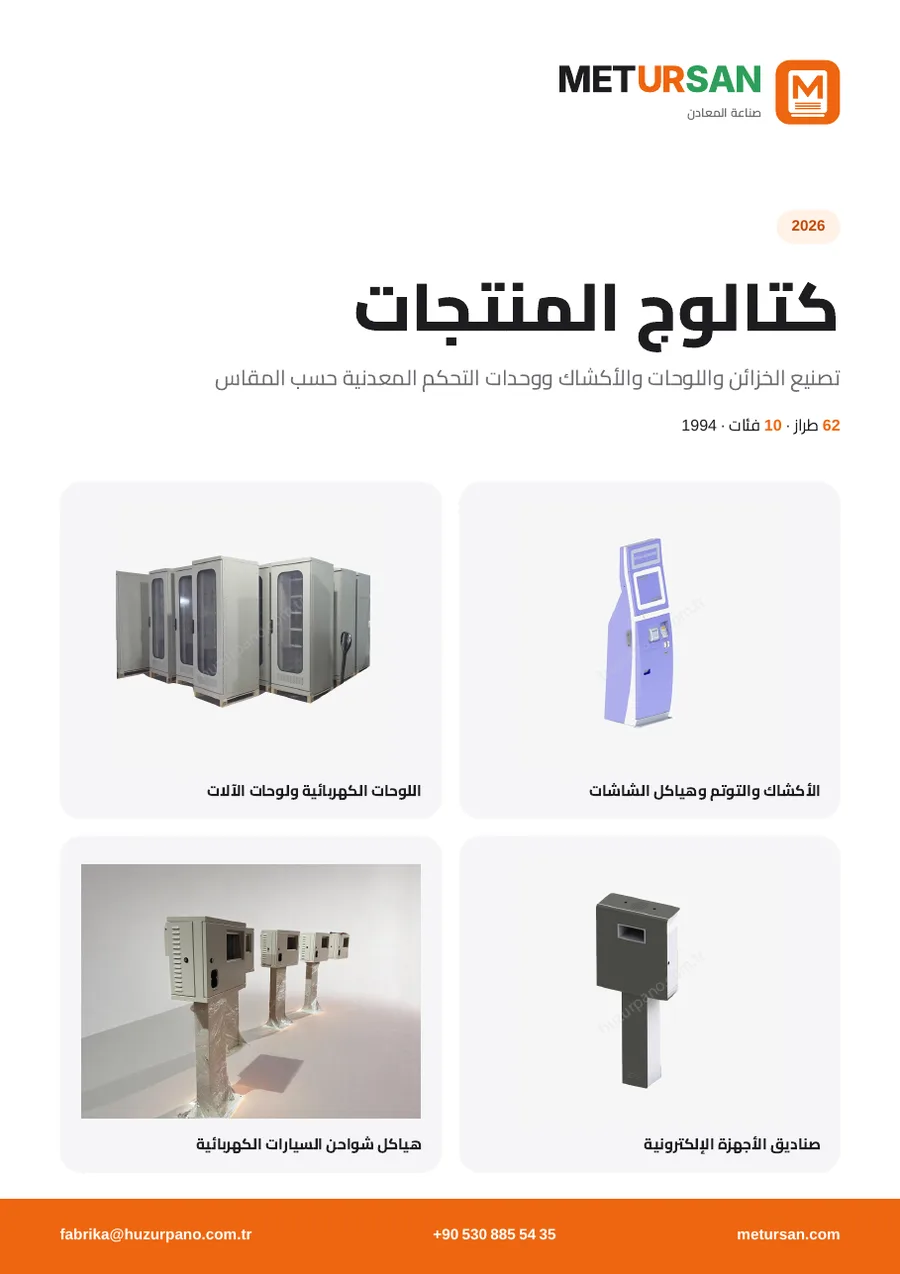 METURSAN
صناعة المعادن
2026
كتالوج المنتجات
تصنيع الخزائن واللوحات والأكشاك ووحدات التحكم المعدنية حسب المقاس
62 طراز · 10 فئات · 1994
الأكشاك والتوتم وهياكل الشاشات
اللوحات الكهربائية ولوحات الآلات
صناديق الأجهزة الإلكترونية
هياكل شواحن السيارات الكهربائية
metursan.com
+90 530 885 54 35
fabrika@huzurpano.com.tr